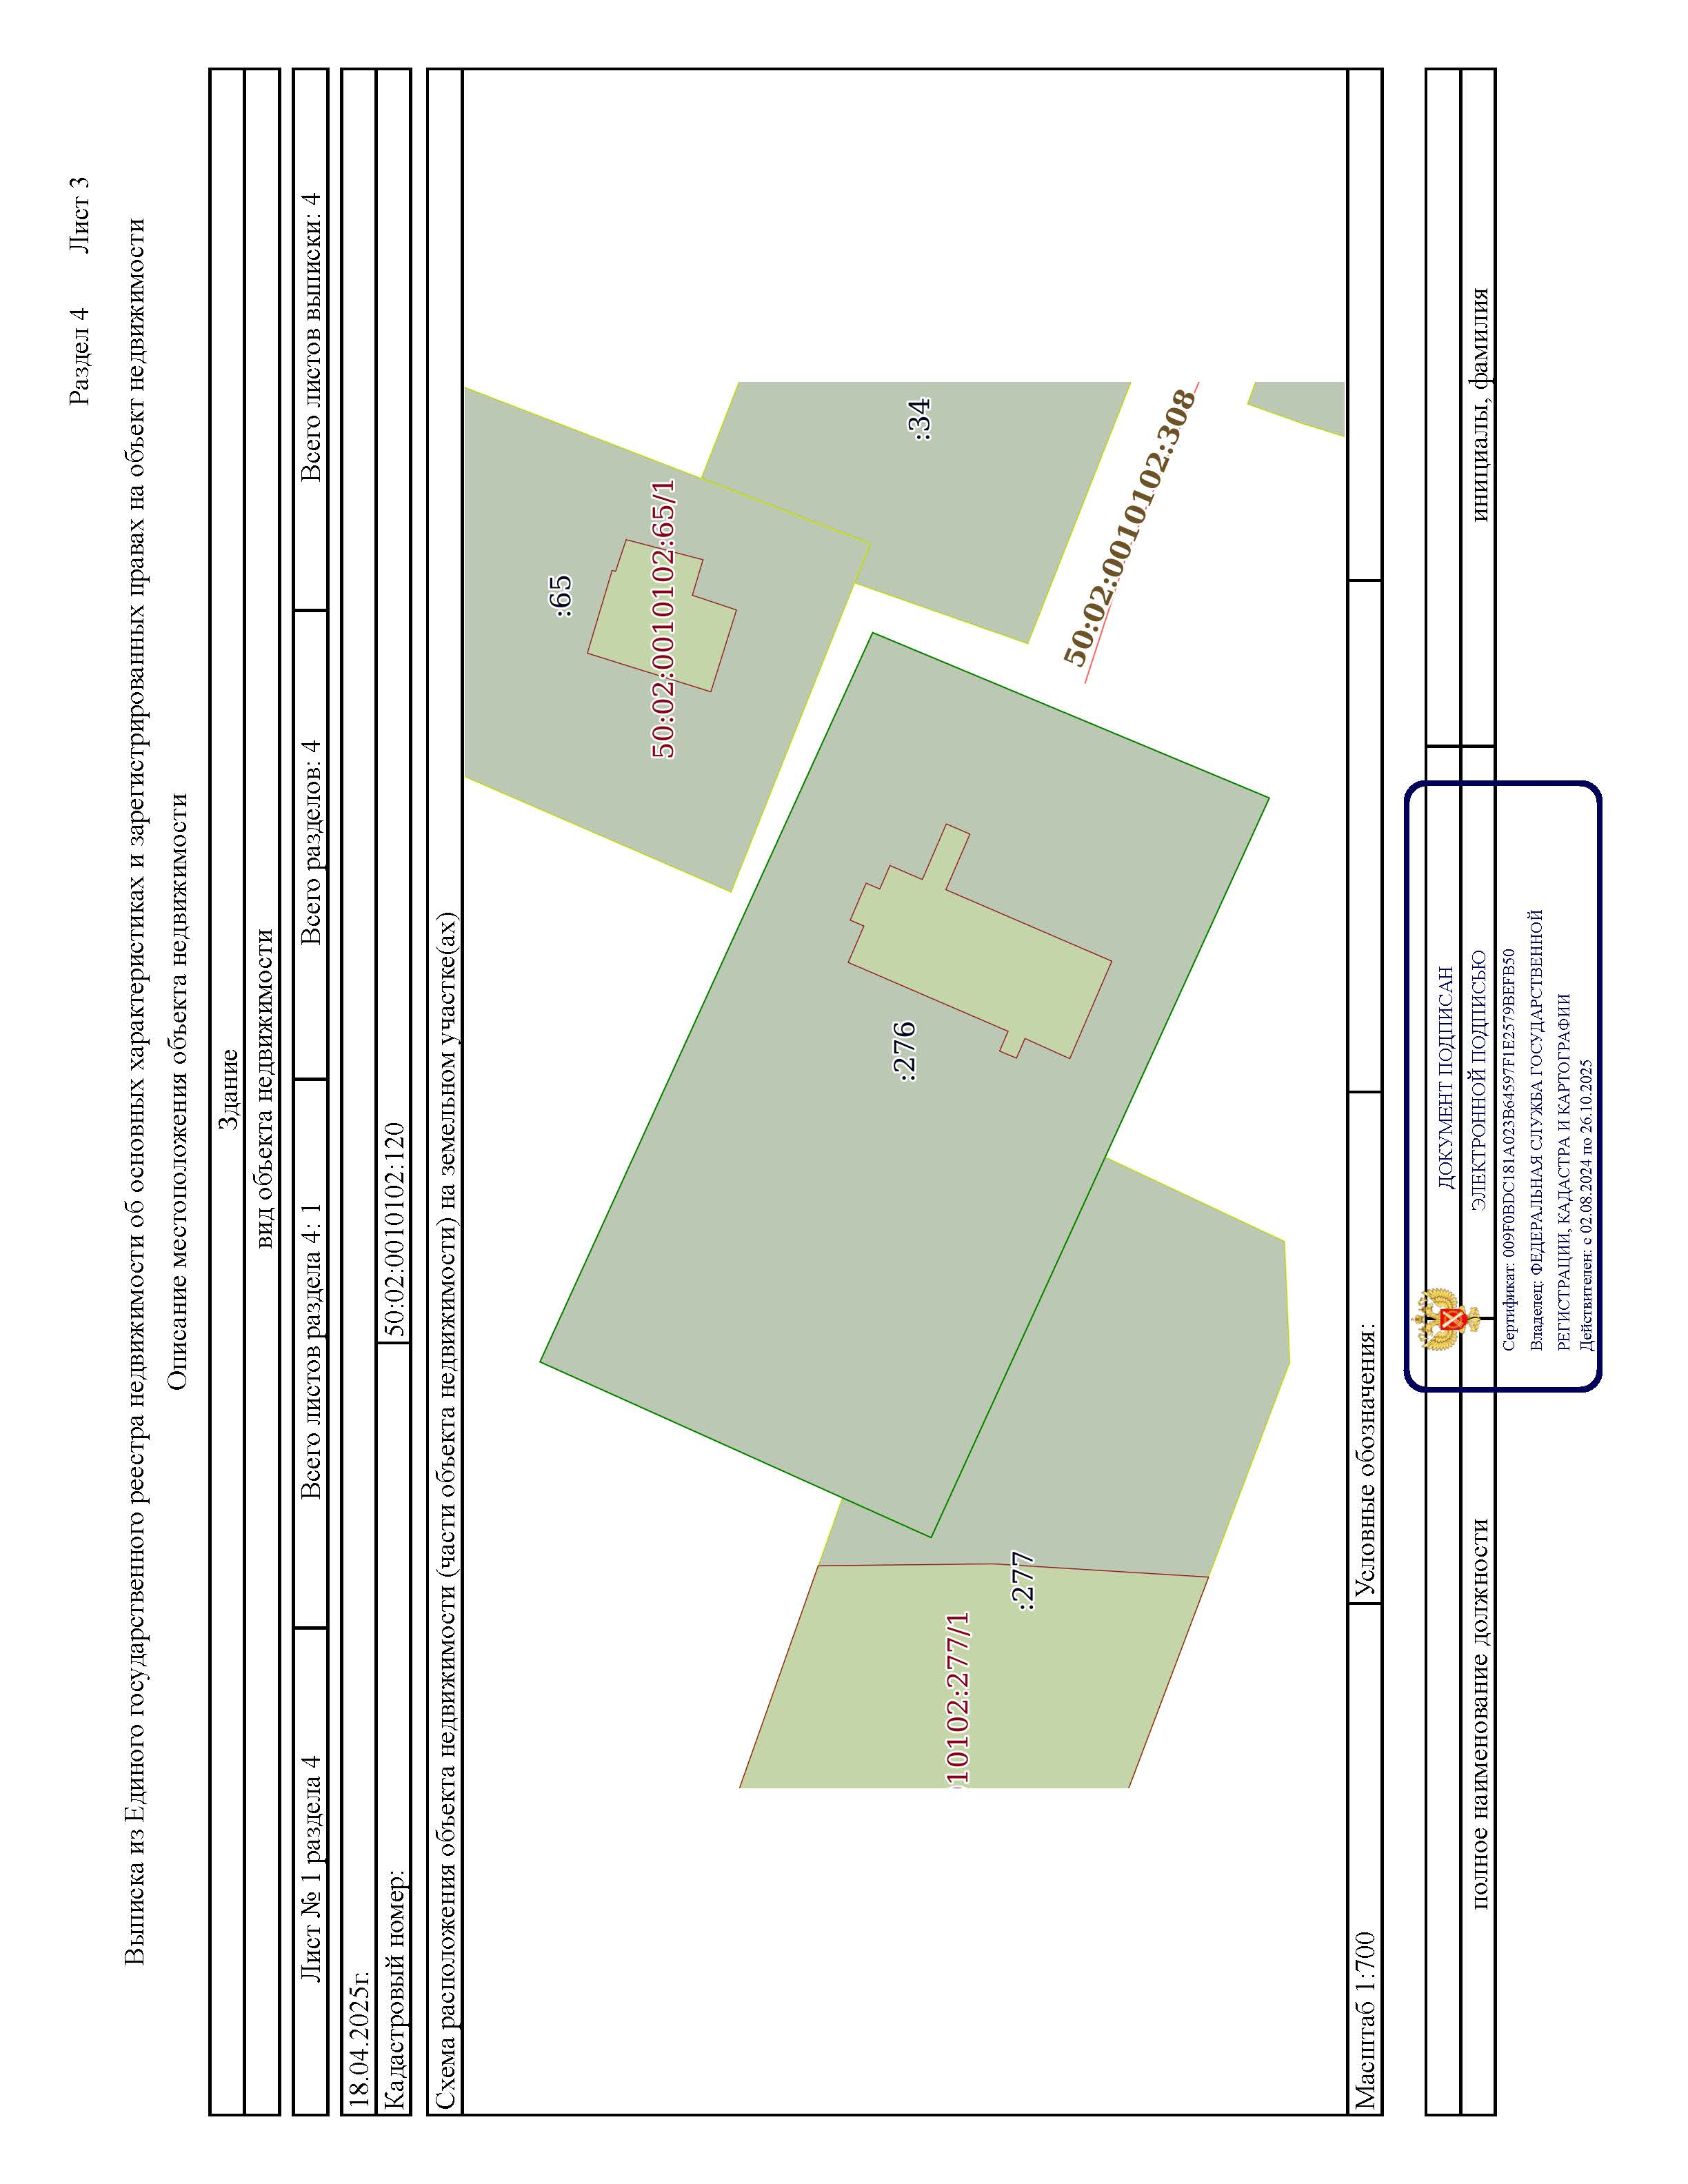 Раздел 4 Лист 3
Выписка из Единого государственного реестра недвижимости об основных характеристиках и зарегистрированных правах на объект недвижимости
Описание местоположения объекта недвижимости
Здание
вид объекта недвижимости
Лист № 1 раздела 4 Всего листов раздела 4: 1 Всего разделов: 4 Всего листов выписки: 4
18.04.2025г.
Кадастровый номер: 50:02:0010102:120
Схема расположения объекта недвижимости (части объекта недвижимости) на земельном участке(ах)
:65
50:02:0010102:65/1
:34
50:02:0010102:308
:276
:277
10102:277/1
Масштаб 1:700 Условные обозначения:
полное наименование должности инициалы, фамилия
ДОКУМЕНТ ПОДПИСАН
ЭЛЕКТРОННОЙ ПОДПИСЬЮ
Сертификат: 009F0BDC181A023B64597F1E2579BEFB50
Владелец: ФЕДЕРАЛЬНАЯ СЛУЖБА ГОСУДАРСТВЕННОЙ
РЕГИСТРАЦИИ, КАДАСТРА И КАРТОГРАФИИ
Действителен: с 02.08.2024 по 26.10.2025